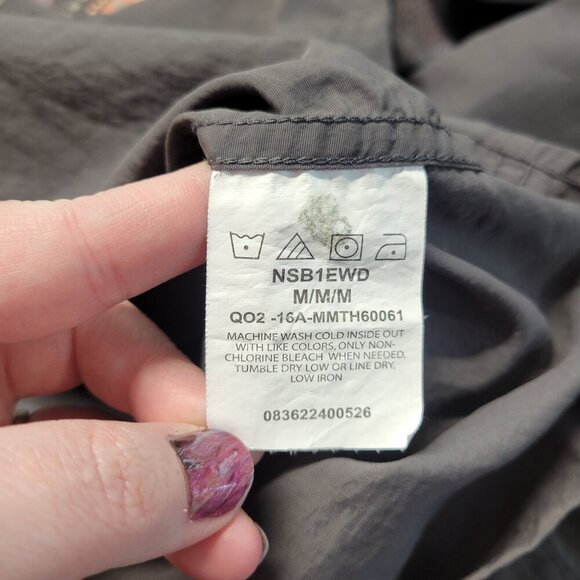 NSB1EWD
M/M/M
QO2 -16A-MMTH60061
MACHINE WASH COLD INSIDE OUT
WITH LIKE COLORS, ONLY NON-
CHLORINE BLEACH WHEN NEEDED,
TUMBLE DRY LOW OR LINE DRY,
LOW IRON
083622400526